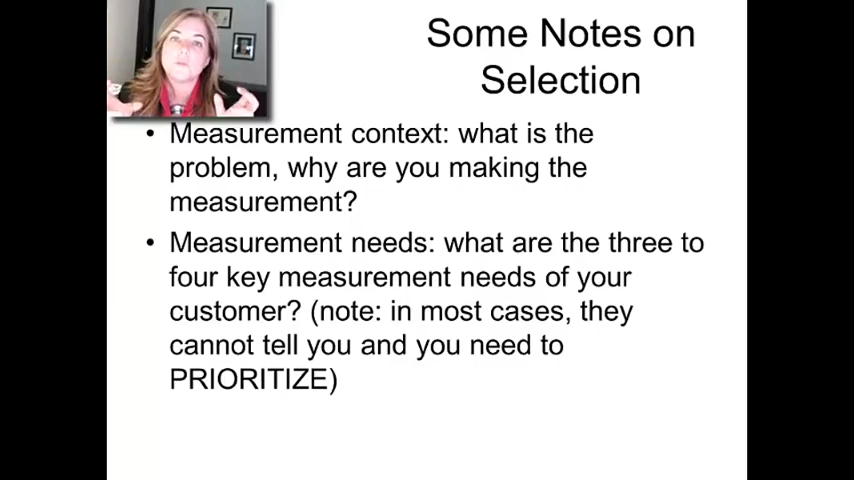 Some Notes on
Selection
• Measurement context: what is the
problem, why are you making the
measurement?
• Measurement needs: what are the three to
four key measurement needs of your
customer? (note: in most cases, they
cannot tell you and you need to
PRIORITIZE)